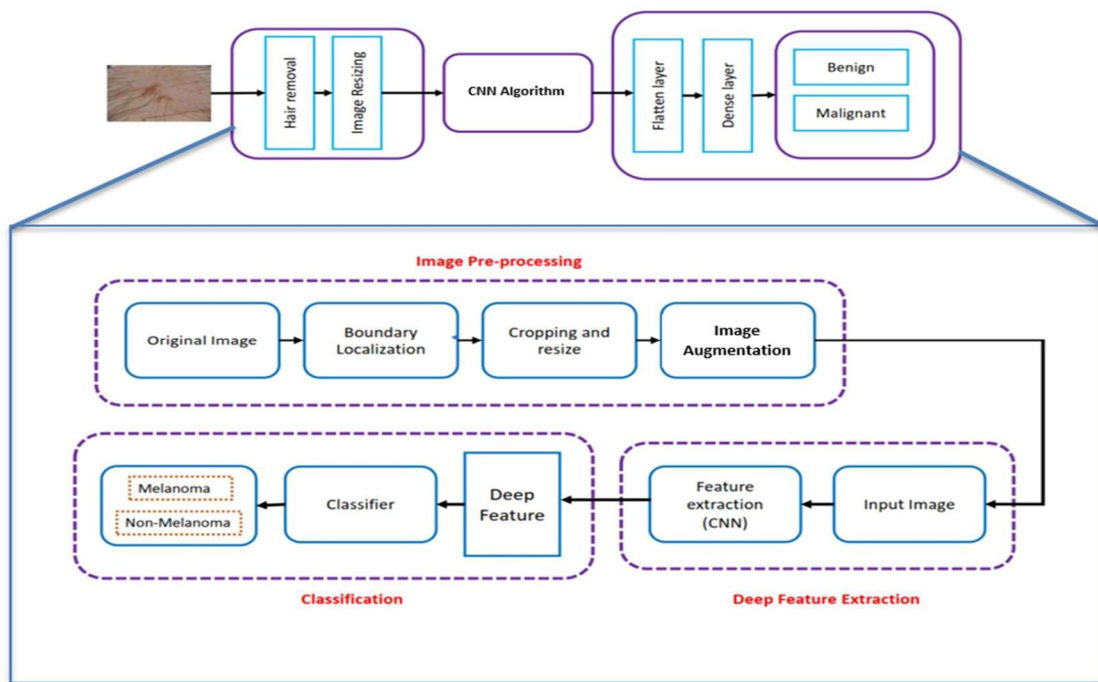 Hair removal
Image Resizing
CNN Algorithm
Flatten layer
Dense layer
Benign
Malignant
Image Pre-processing
Original Image
Boundary
Localization
Cropping and
resize
Image
Augmentation
Melanoma
Non-Melanoma
Classifier
Deep
Feature
Feature
extraction
(CNN)
Input Image
Classification
Deep Feature Extraction